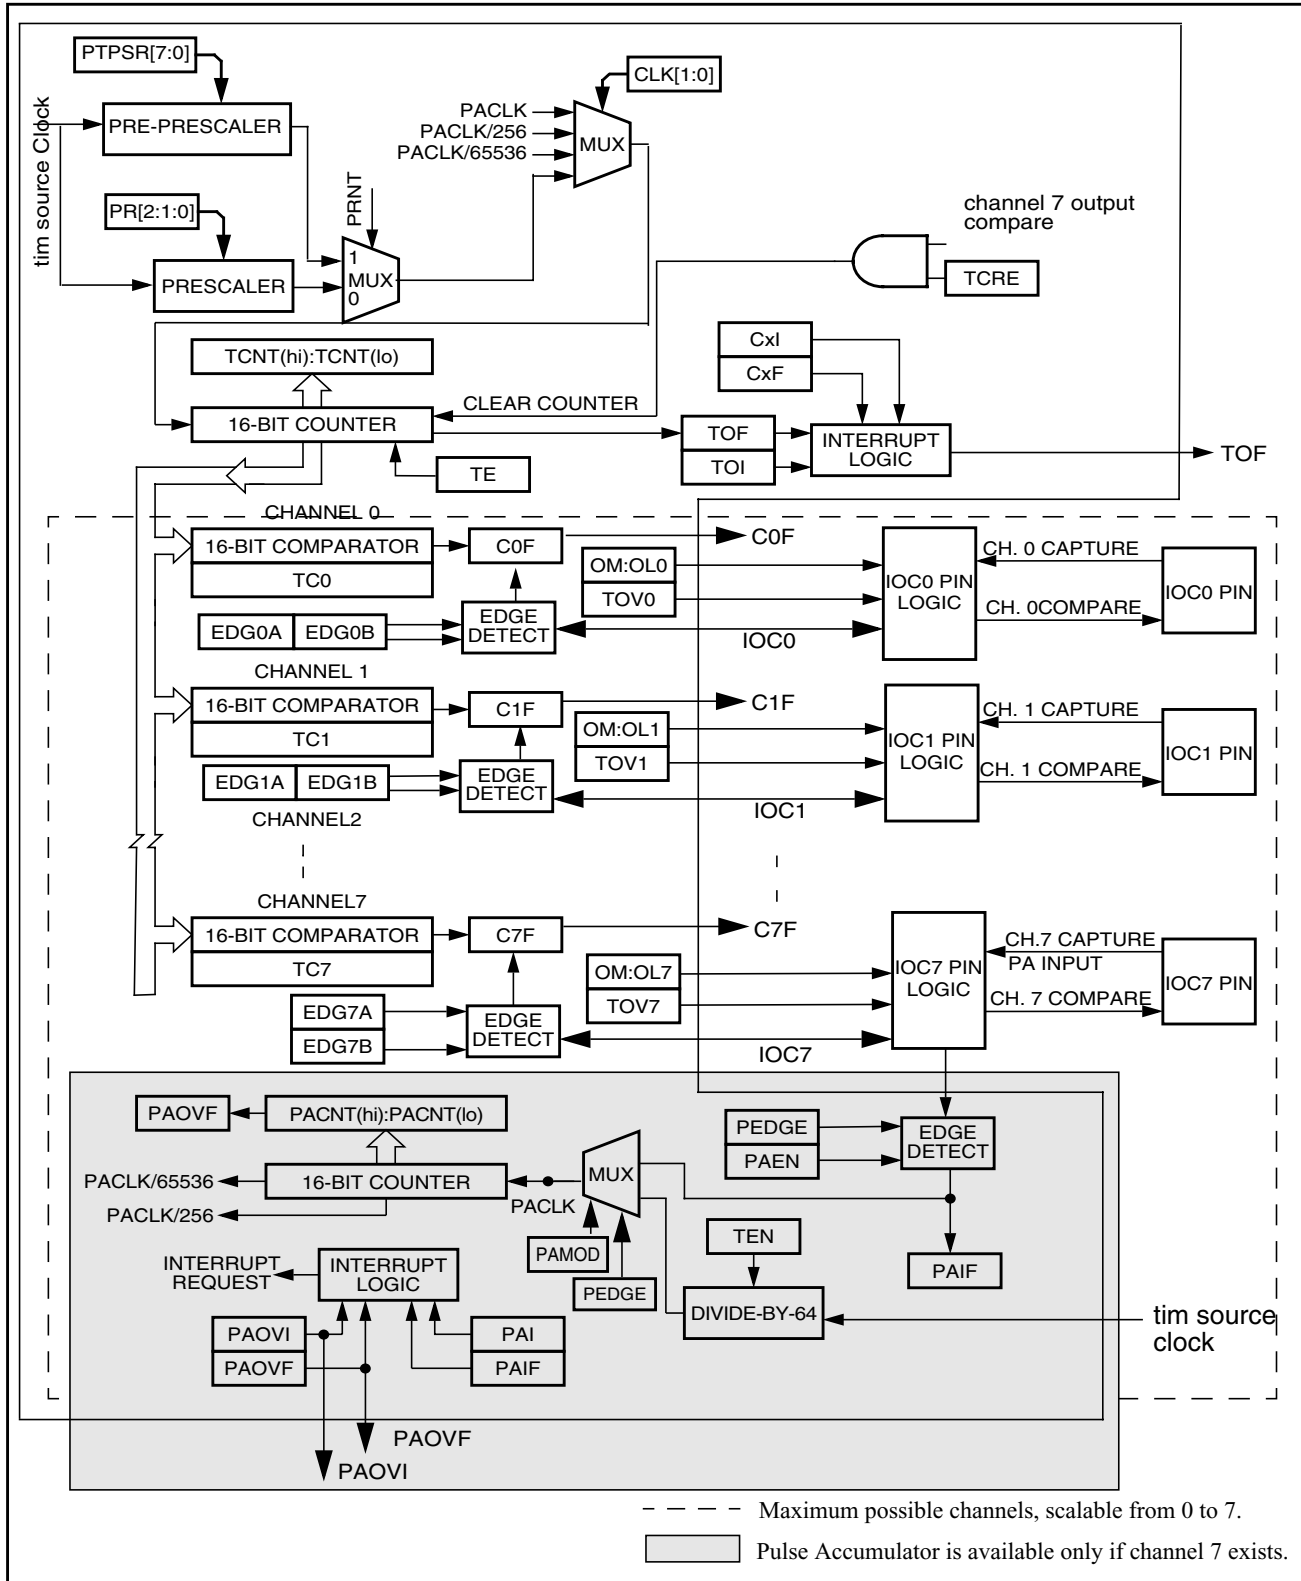 PTPSR[7:0]
tim source Clock
PRE-PRESCALER
PR[2:1:0]
PRESCALER
PRNT
1
MUX
0
CLK[1:0]
PACLK
PACLK/256
PACLK/65536
MUX
channel 7 output
compare
TCRE
TCNT(hi):TCNT(lo)
16-BIT COUNTER
CLEAR COUNTER
TE
CxI
CxF
TOF
TOI
INTERRUPT
LOGIC
TOF
CHANNEL 0
16-BIT COMPARATOR
TC0
C0F
C0F
EDG0A
EDG0B
EDGE
DETECT
OM:OL0
TOV0
IOC0
IOC0 PIN
LOGIC
CH. 0 CAPTURE
CH. 0COMPARE
IOC0 PIN
CHANNEL 1
16-BIT COMPARATOR
TC1
C1F
C1F
EDG1A
EDG1B
EDGE
DETECT
OM:OL1
TOV1
IOC1
IOC1 PIN
LOGIC
CH. 1 CAPTURE
CH. 1 COMPARE
IOC1 PIN
CHANNEL2
CHANNEL7
16-BIT COMPARATOR
TC7
C7F
C7F
EDG7A
EDG7B
EDGE
DETECT
OM:OL7
TOV7
IOC7
IOC7 PIN
LOGIC
CH.7 CAPTURE
PA INPUT
CH. 7 COMPARE
IOC7 PIN
PAOVF
PACNT(hi):PACNT(lo)
PACLK/65536
16-BIT COUNTER
PACLK/256
PACLK
MUX
PAMOD
PEDGE
PEDGE
PAEN
EDGE
DETECT
PAIF
TEN
DIVIDE-BY-64
tim source
clock
INTERRUPT
REQUEST
INTERRUPT
LOGIC
PAOVI
PAOVF
PAI
PAIF
PAOVF
PAOVI
Maximum possible channels, scalable from 0 to 7.
Pulse Accumulator is available only if channel 7 exists.